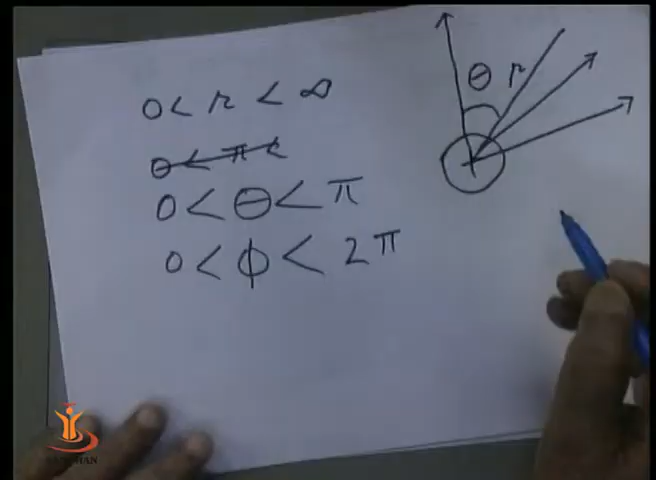 0 < r < ∞
0 < θ < π
0 < ϕ < 2π
θ r